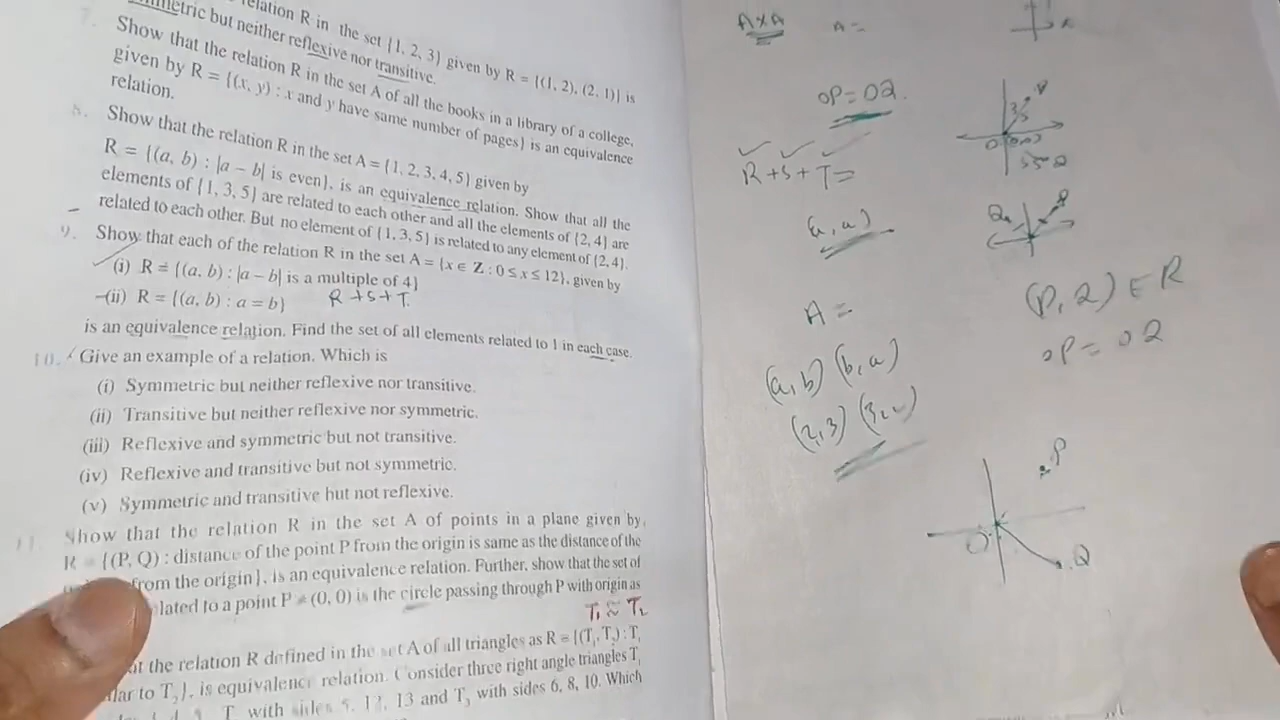 relation R in the set {1, 2, 3} given by R = {(1, 2), (2, 1)} is
symmetric but neither reflexive nor transitive.
7. Show that the relation R in the set A of all the books in a library of a college,
given by R = {(x, y) : x and y have same number of pages} is an equivalence
relation.
8. Show that the relation R in the set A = {1, 2, 3, 4, 5} given by
R = {(a, b) : |a – b| is even}, is an equivalence relation. Show that all the
elements of {1, 3, 5} are related to each other and all the elements of {2, 4} are
related to each other. But no element of {1, 3, 5} is related to any element of {2, 4}.
9. Show that each of the relation R in the set A = {x ∈ Z : 0 ≤ x ≤ 12}, given by
(i) R = {(a, b) : |a – b| is a multiple of 4}
(ii) R = {(a, b) : a = b} R+S+T.
is an equivalence relation. Find the set of all elements related to 1 in each case.
10. Give an example of a relation. Which is
(i) Symmetric but neither reflexive nor transitive.
(ii) Transitive but neither reflexive nor symmetric.
(iii) Reflexive and symmetric but not transitive.
(iv) Reflexive and transitive but not symmetric.
(v) Symmetric and transitive but not reflexive.
11. Show that the relation R in the set A of points in a plane given by
R = {(P, Q) : distance of the point P from the origin is same as the distance of the
from the origin}, is an equivalence relation. Further, show that the set of
related to a point P ≠ (0, 0) is the circle passing through P with origin as
T₁ ≈ T₂
the relation R defined in the set A of all triangles as R = {(T₁, T₂) : T₁
to T₂}, is equivalence relation. Consider three right angle triangles T₁
T with sides 5, 12, 13 and T₃ with sides 6, 8, 10. Which
A×A A=
OP = OQ.
R+S+T=
(a, a)
A =
(P, Q) ∈ R
OP = OQ
(a, b) (b, a)
(2, 3)
P
O
Q